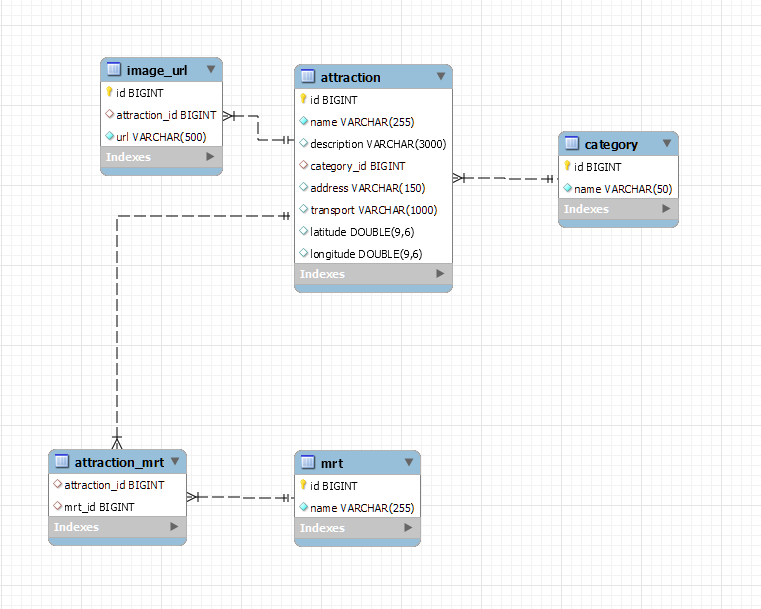 image_url
id BIGINT
attraction_id BIGINT
url VARCHAR(500)
Indexes
attraction
id BIGINT
name VARCHAR(255)
description VARCHAR(3000)
category_id BIGINT
address VARCHAR(150)
transport VARCHAR(1000)
latitude DOUBLE(9,6)
longitude DOUBLE(9,6)
Indexes
category
id BIGINT
name VARCHAR(50)
Indexes
attraction_mrt
attraction_id BIGINT
mrt_id BIGINT
Indexes
mrt
id BIGINT
name VARCHAR(255)
Indexes